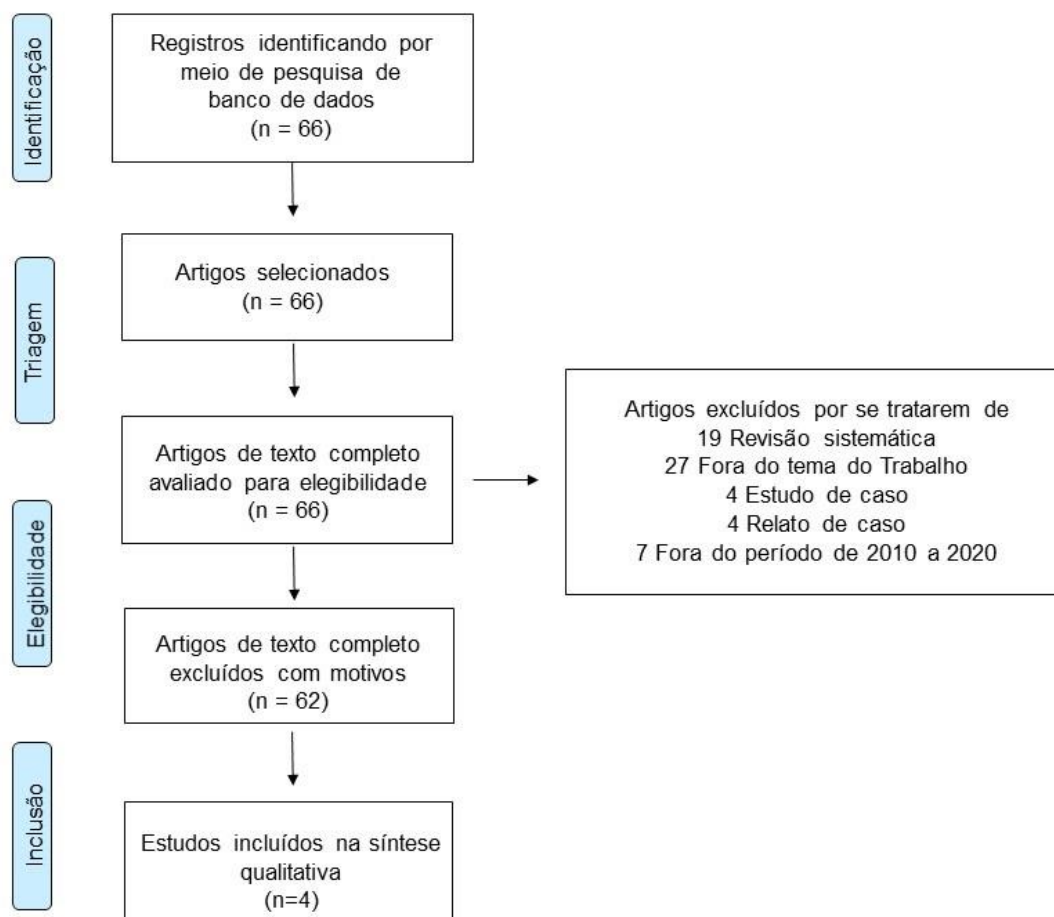 Identificação
Registros identificando por
meio de pesquisa de
banco de dados
(n = 66)
Triagem
Artigos selecionados
(n = 66)
Artigos de texto completo
avaliado para elegibilidade
(n = 66)
Artigos excluídos por se tratarem de
19 Revisão sistemática
27 Fora do tema do Trabalho
4 Estudo de caso
4 Relato de caso
7 Fora do período de 2010 a 2020
Elegibilidade
Artigos de texto completo
excluídos com motivos
(n = 62)
Inclusão
Estudos incluídos na síntese
qualitativa
(n=4)